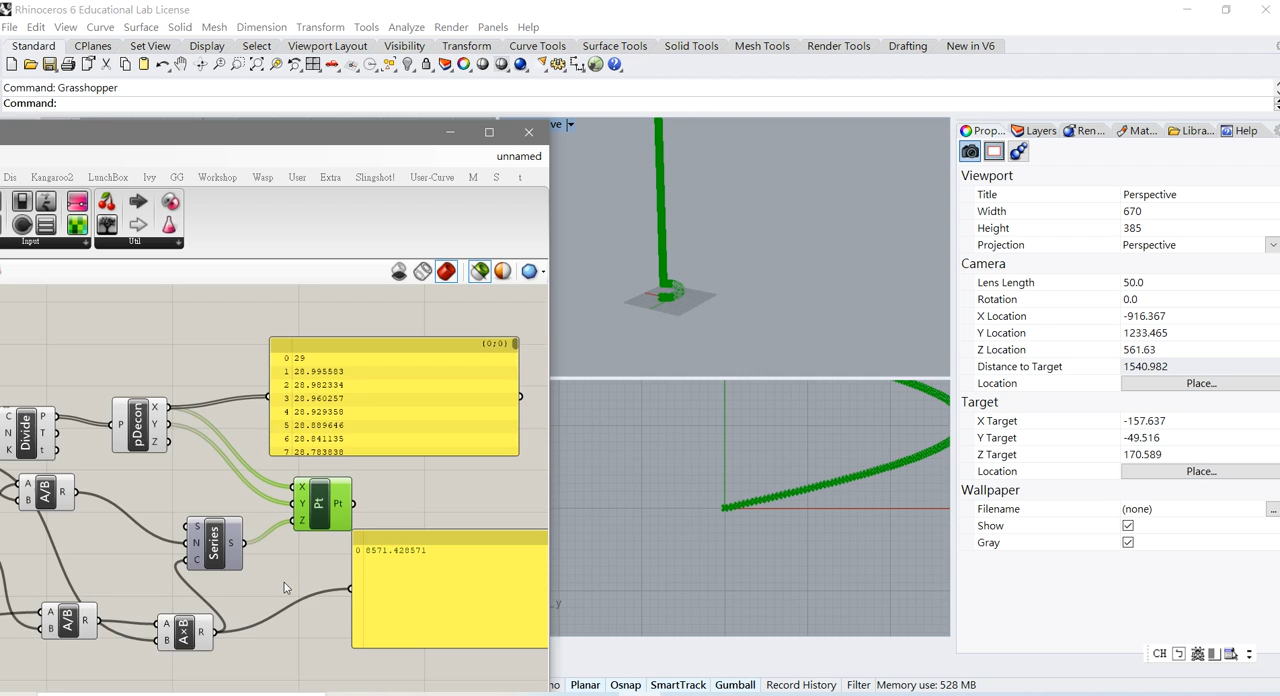 Rhinoceros 6 Educational Lab License
File Edit View Curve Surface Solid Mesh Dimension Transform Tools Analyze Render Panels Help
Standard CPlanes Set View Display Select Viewport Layout Visibility Transform Curve Tools Surface Tools Solid Tools Mesh Tools Render Tools Drafting New in V6
Command: Grasshopper
Command:
ve
unnamed
Dis Kangaroo2 LunchBox Ivy GG Workshop Wasp User Extra Slingshot! User-Curve M S t
Input Util
{0;0}
0 29
1 28.995583
2 28.982334
3 28.960257
4 28.929358
5 28.889646
6 28.841135
7 28.783838
C N K Divide P T t
P pDecon X Y Z
A B A/B R
X Y Z Pt Pt
S N C Series S
0 8571.428571
A B A/B R
A B A×B R
y
Prop... Layers Ren... Mat... Libra... Help
Viewport
Title Perspective
Width 670
Height 385
Projection Perspective
Camera
Lens Length 50.0
Rotation 0.0
X Location -916.367
Y Location 1233.465
Z Location 561.63
Distance to Target 1540.982
Location Place...
Target
X Target -157.637
Y Target -49.516
Z Target 170.589
Location Place...
Wallpaper
Filename (none) ...
Show
Gray
CH
no Planar Osnap SmartTrack Gumball Record History Filter Memory use: 528 MB